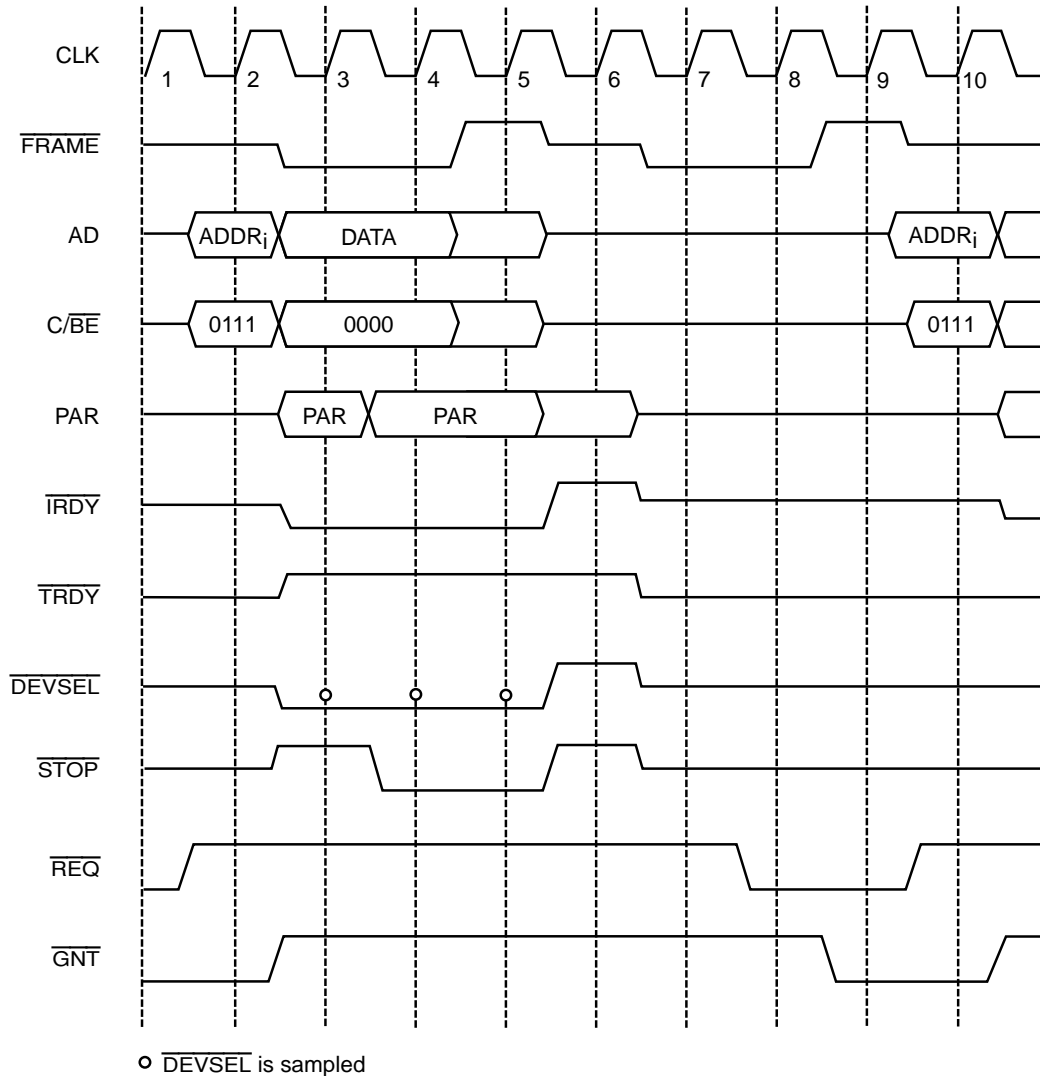 CLK
1 2 3 4 5 6 7 8 9 10
FRAME
AD
ADDRi DATA ADDRi
C/BE
0111 0000 0111
PAR
PAR PAR
IRDY
TRDY
DEVSEL
STOP
REQ
GNT
DEVSEL is sampled